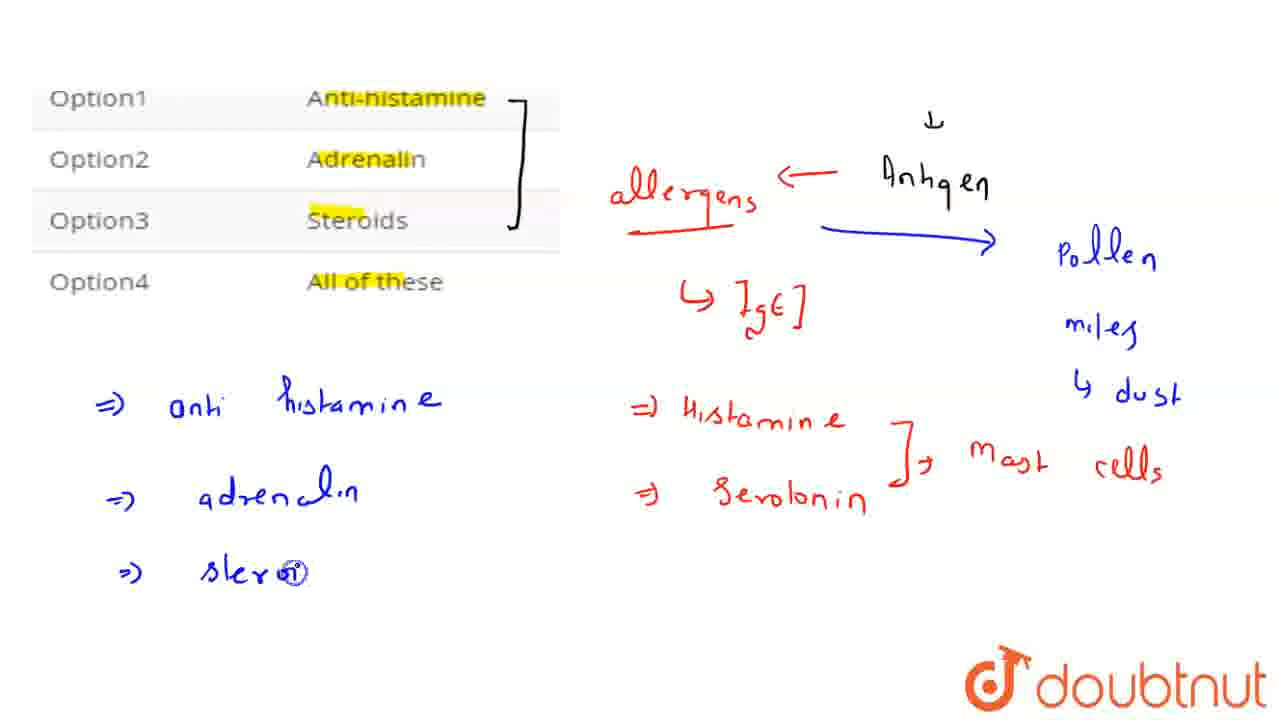 Option1 Anti-histamine
Option2 Adrenalin
Option3 Steroids
Option4 All of these
Antigen
allergens
Pollen
IgE
mites
dust
⇒ anti histamine
⇒ Histamine
mast cells
⇒ adrenalin
⇒ Serotonin
⇒ steroi
doubtnut